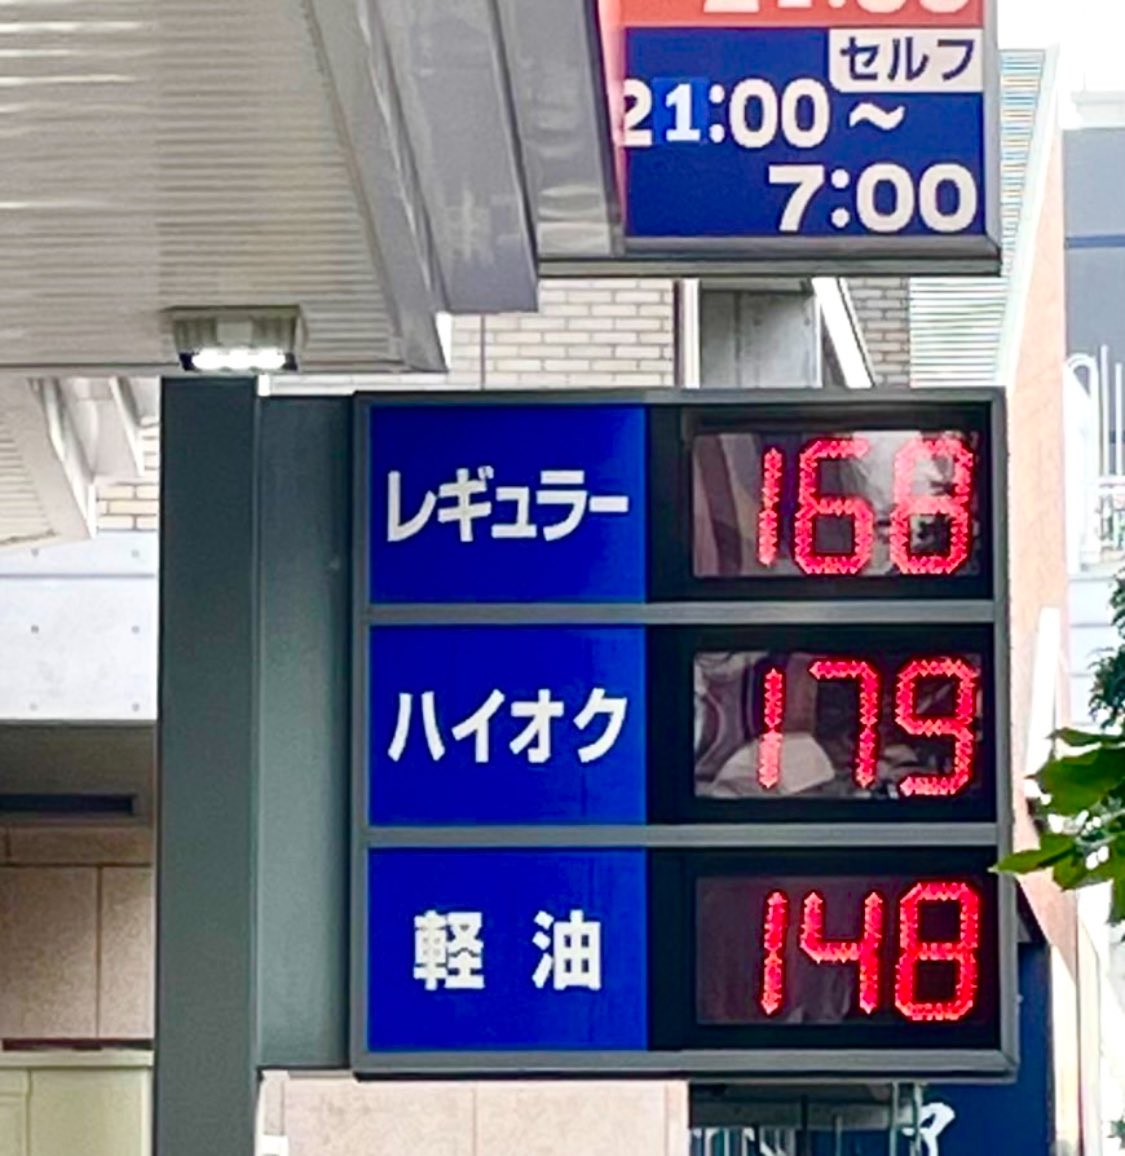 セルフ
21:00～
7:00
レギュラー 168
ハイオク 179
軽油 148